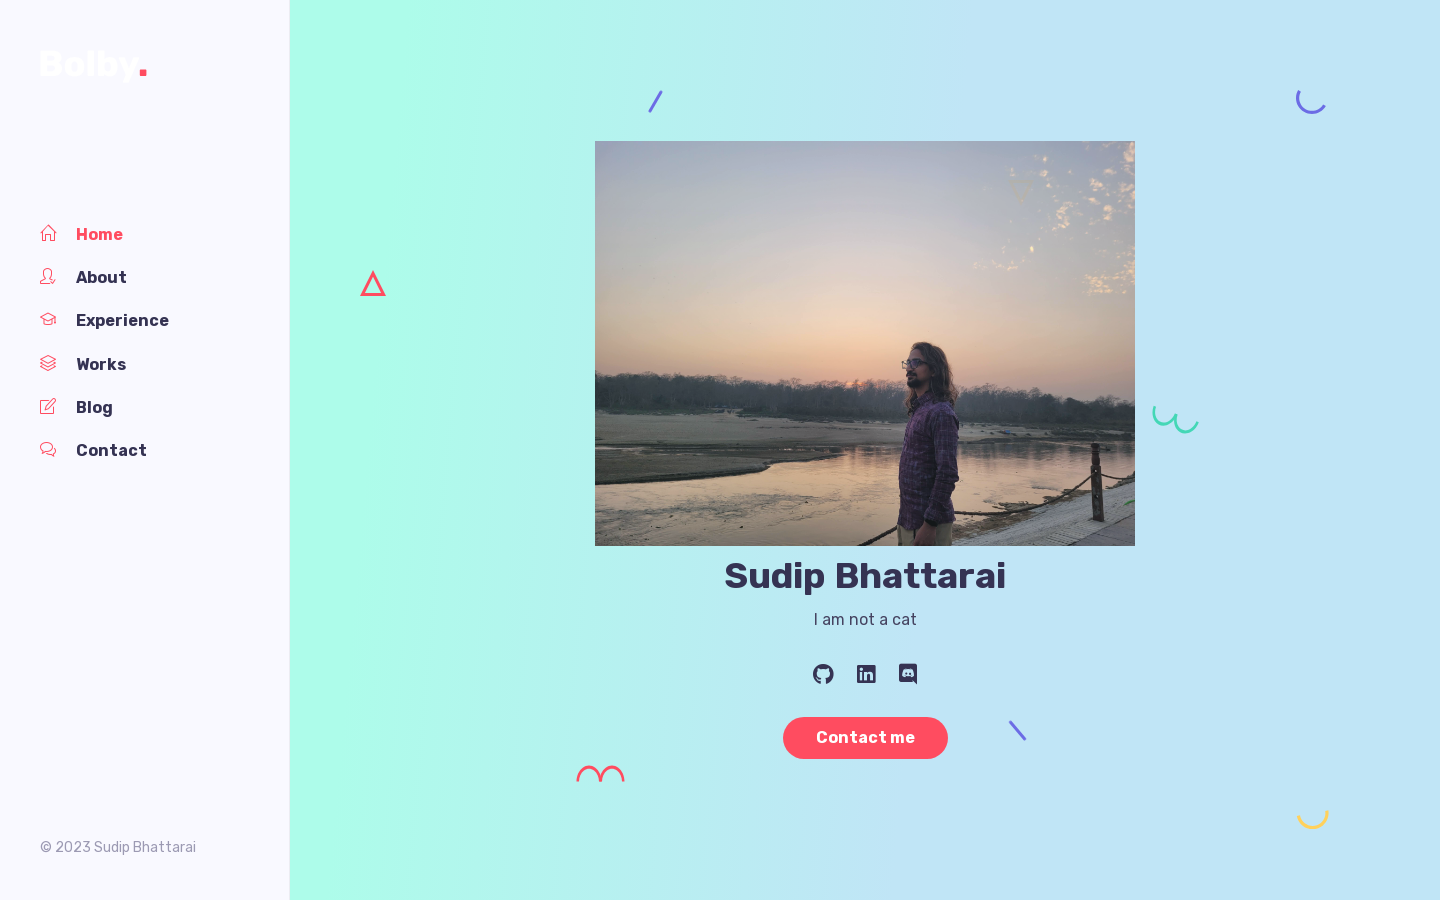 Bolby.
Home
About
Experience
Works
Blog
Contact
Sudip Bhattarai
I am not a cat
Contact me
© 2023 Sudip Bhattarai